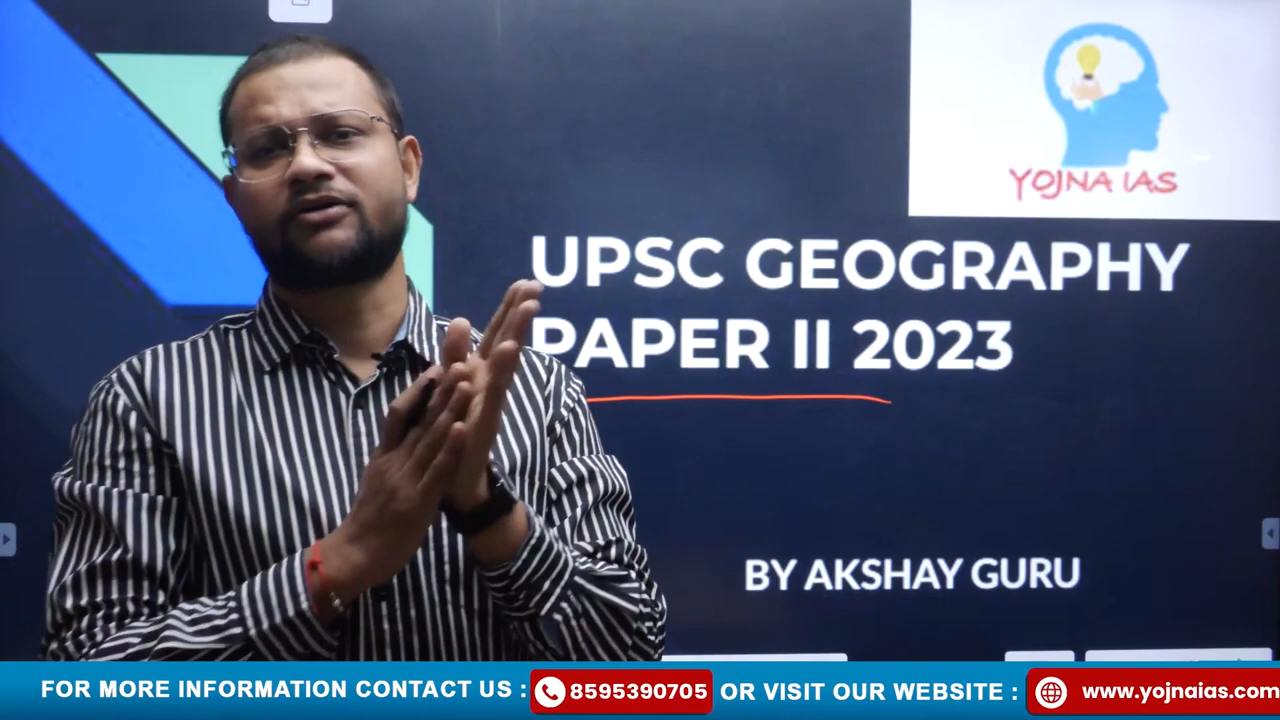 YOJNA IAS
UPSC GEOGRAPHY
PAPER II 2023
BY AKSHAY GURU
FOR MORE INFORMATION CONTACT US : 8595390705 OR VISIT OUR WEBSITE : www.yojnaias.com